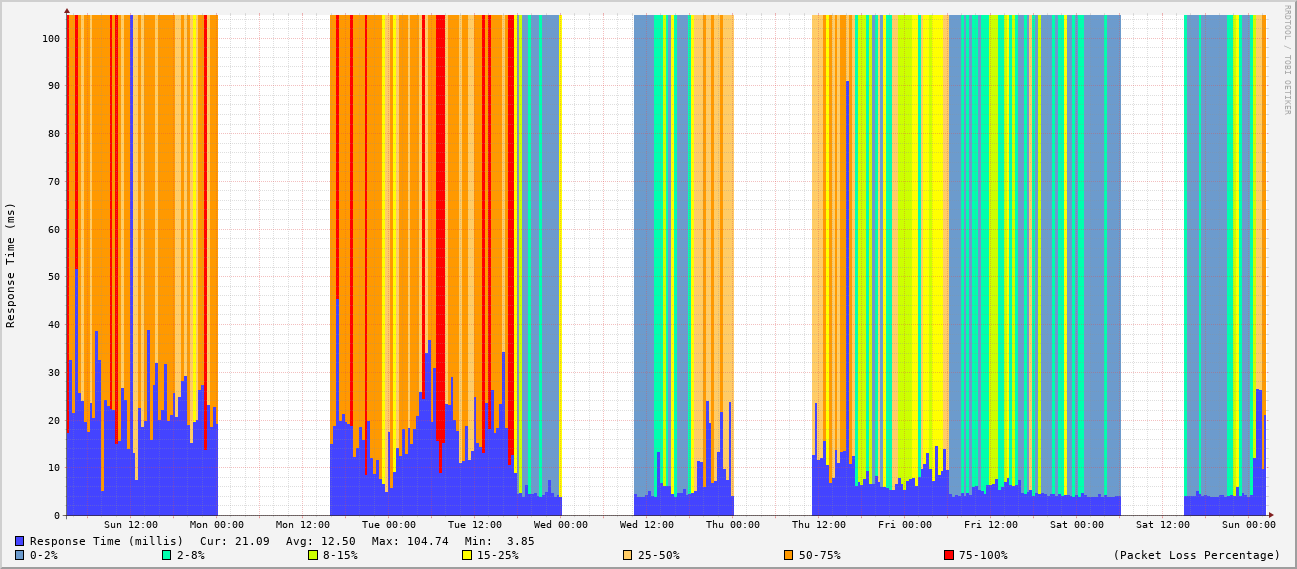 RRDTOOL / TOBI OETIKER
Response Time (ms)
100
90
80
70
60
50
40
30
20
10
0
Sun 12:00 Mon 00:00 Mon 12:00 Tue 00:00 Tue 12:00 Wed 00:00 Wed 12:00 Thu 00:00 Thu 12:00 Fri 00:00 Fri 12:00 Sat 00:00 Sat 12:00 Sun 00:00
Response Time (millis) Cur: 21.09 Avg: 12.50 Max: 104.74 Min: 3.85
0-2% 2-8% 8-15% 15-25% 25-50% 50-75% 75-100% (Packet Loss Percentage)